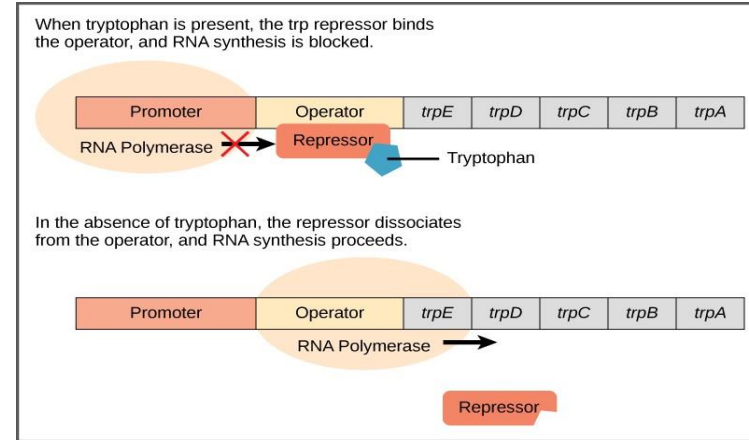 When tryptophan is present, the trp repressor binds
the operator, and RNA synthesis is blocked.
Promoter Operator trpE trpD trpC trpB trpA
RNA Polymerase Repressor
Tryptophan
In the absence of tryptophan, the repressor dissociates
from the operator, and RNA synthesis proceeds.
Promoter Operator trpE trpD trpC trpB trpA
RNA Polymerase
Repressor